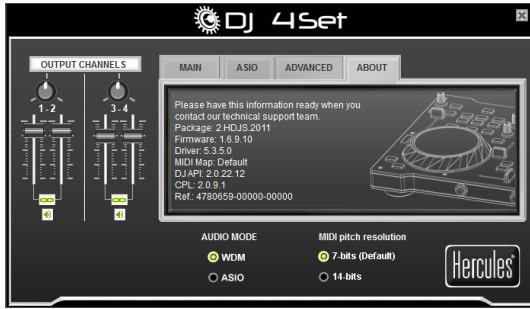 DJ 4Set
OUTPUT CHANNELS
1 - 2
3 - 4
MAIN
ASIO
ADVANCED
ABOUT
Please have this information ready when you
contact our technical support team.
Package: 2.HDJS.2011
Firmware: 1.6.9.10
Driver: 5.3.5.0
MIDI Map: Default
DJ API: 2.0.22.12
CPL: 2.0.9.1
Ref.: 4780659-00000-00000
AUDIO MODE
WDM
ASIO
MIDI pitch resolution
7-bits (Default)
14-bits
Hercules